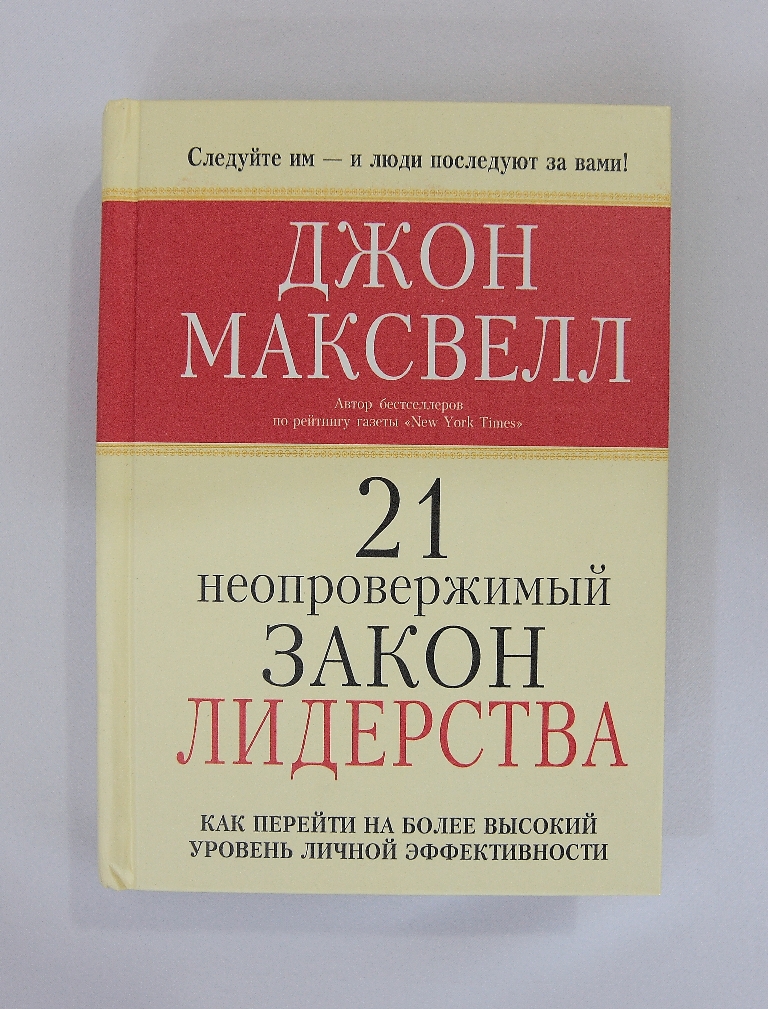 Следуйте им — и люди последуют за вами!
ДЖОН
МАКСВЕЛЛ
Автор бестселлеров
по рейтингу газеты «New York Times»
21
неопровержимый
ЗАКОН
ЛИДЕРСТВА
КАК ПЕРЕЙТИ НА БОЛЕЕ ВЫСОКИЙ
УРОВЕНЬ ЛИЧНОЙ ЭФФЕКТИВНОСТИ